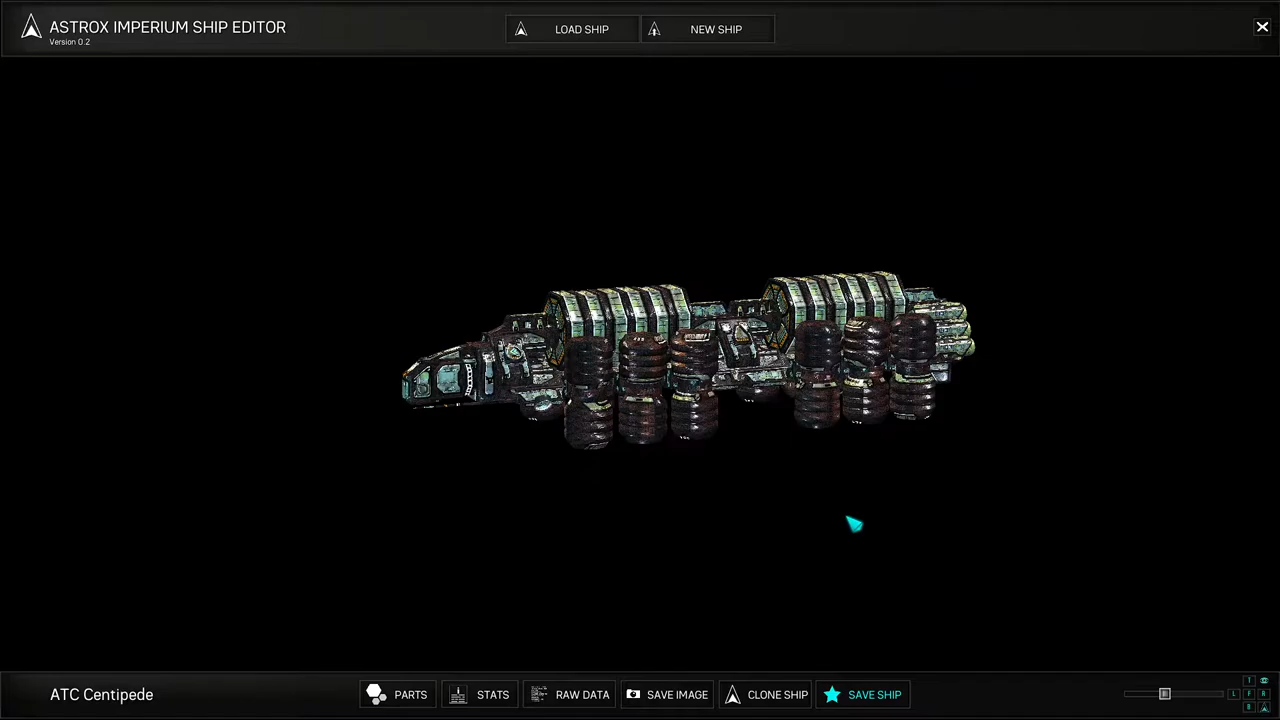 ASTROX IMPERIUM SHIP EDITOR
Version 0.2
LOAD SHIP
NEW SHIP
ATC Centipede
PARTS
STATS
RAW DATA
SAVE IMAGE
CLONE SHIP
SAVE SHIP
T
L F R
B